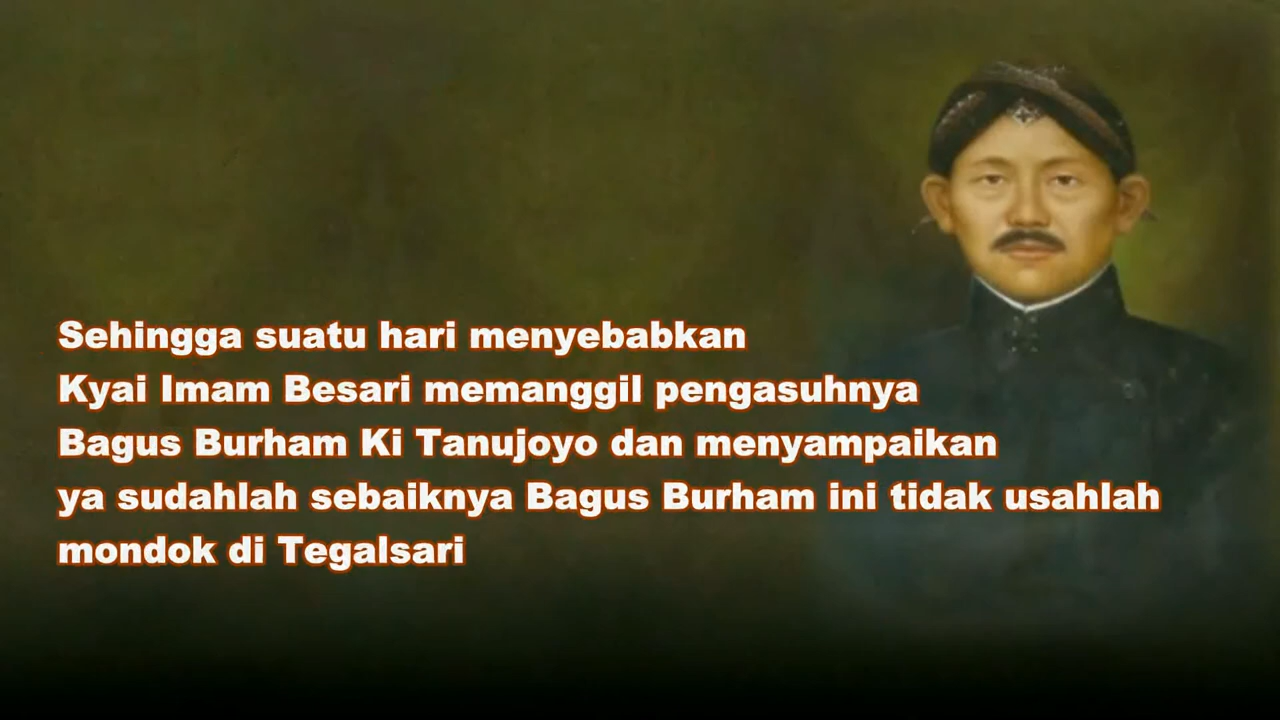 Sehingga suatu hari menyebabkan
Kyai Imam Besari memanggil pengasuhnya
Bagus Burham Ki Tanujoyo dan menyampaikan
ya sudahlah sebaiknya Bagus Burham ini tidak usahlah
mondok di Tegalsari